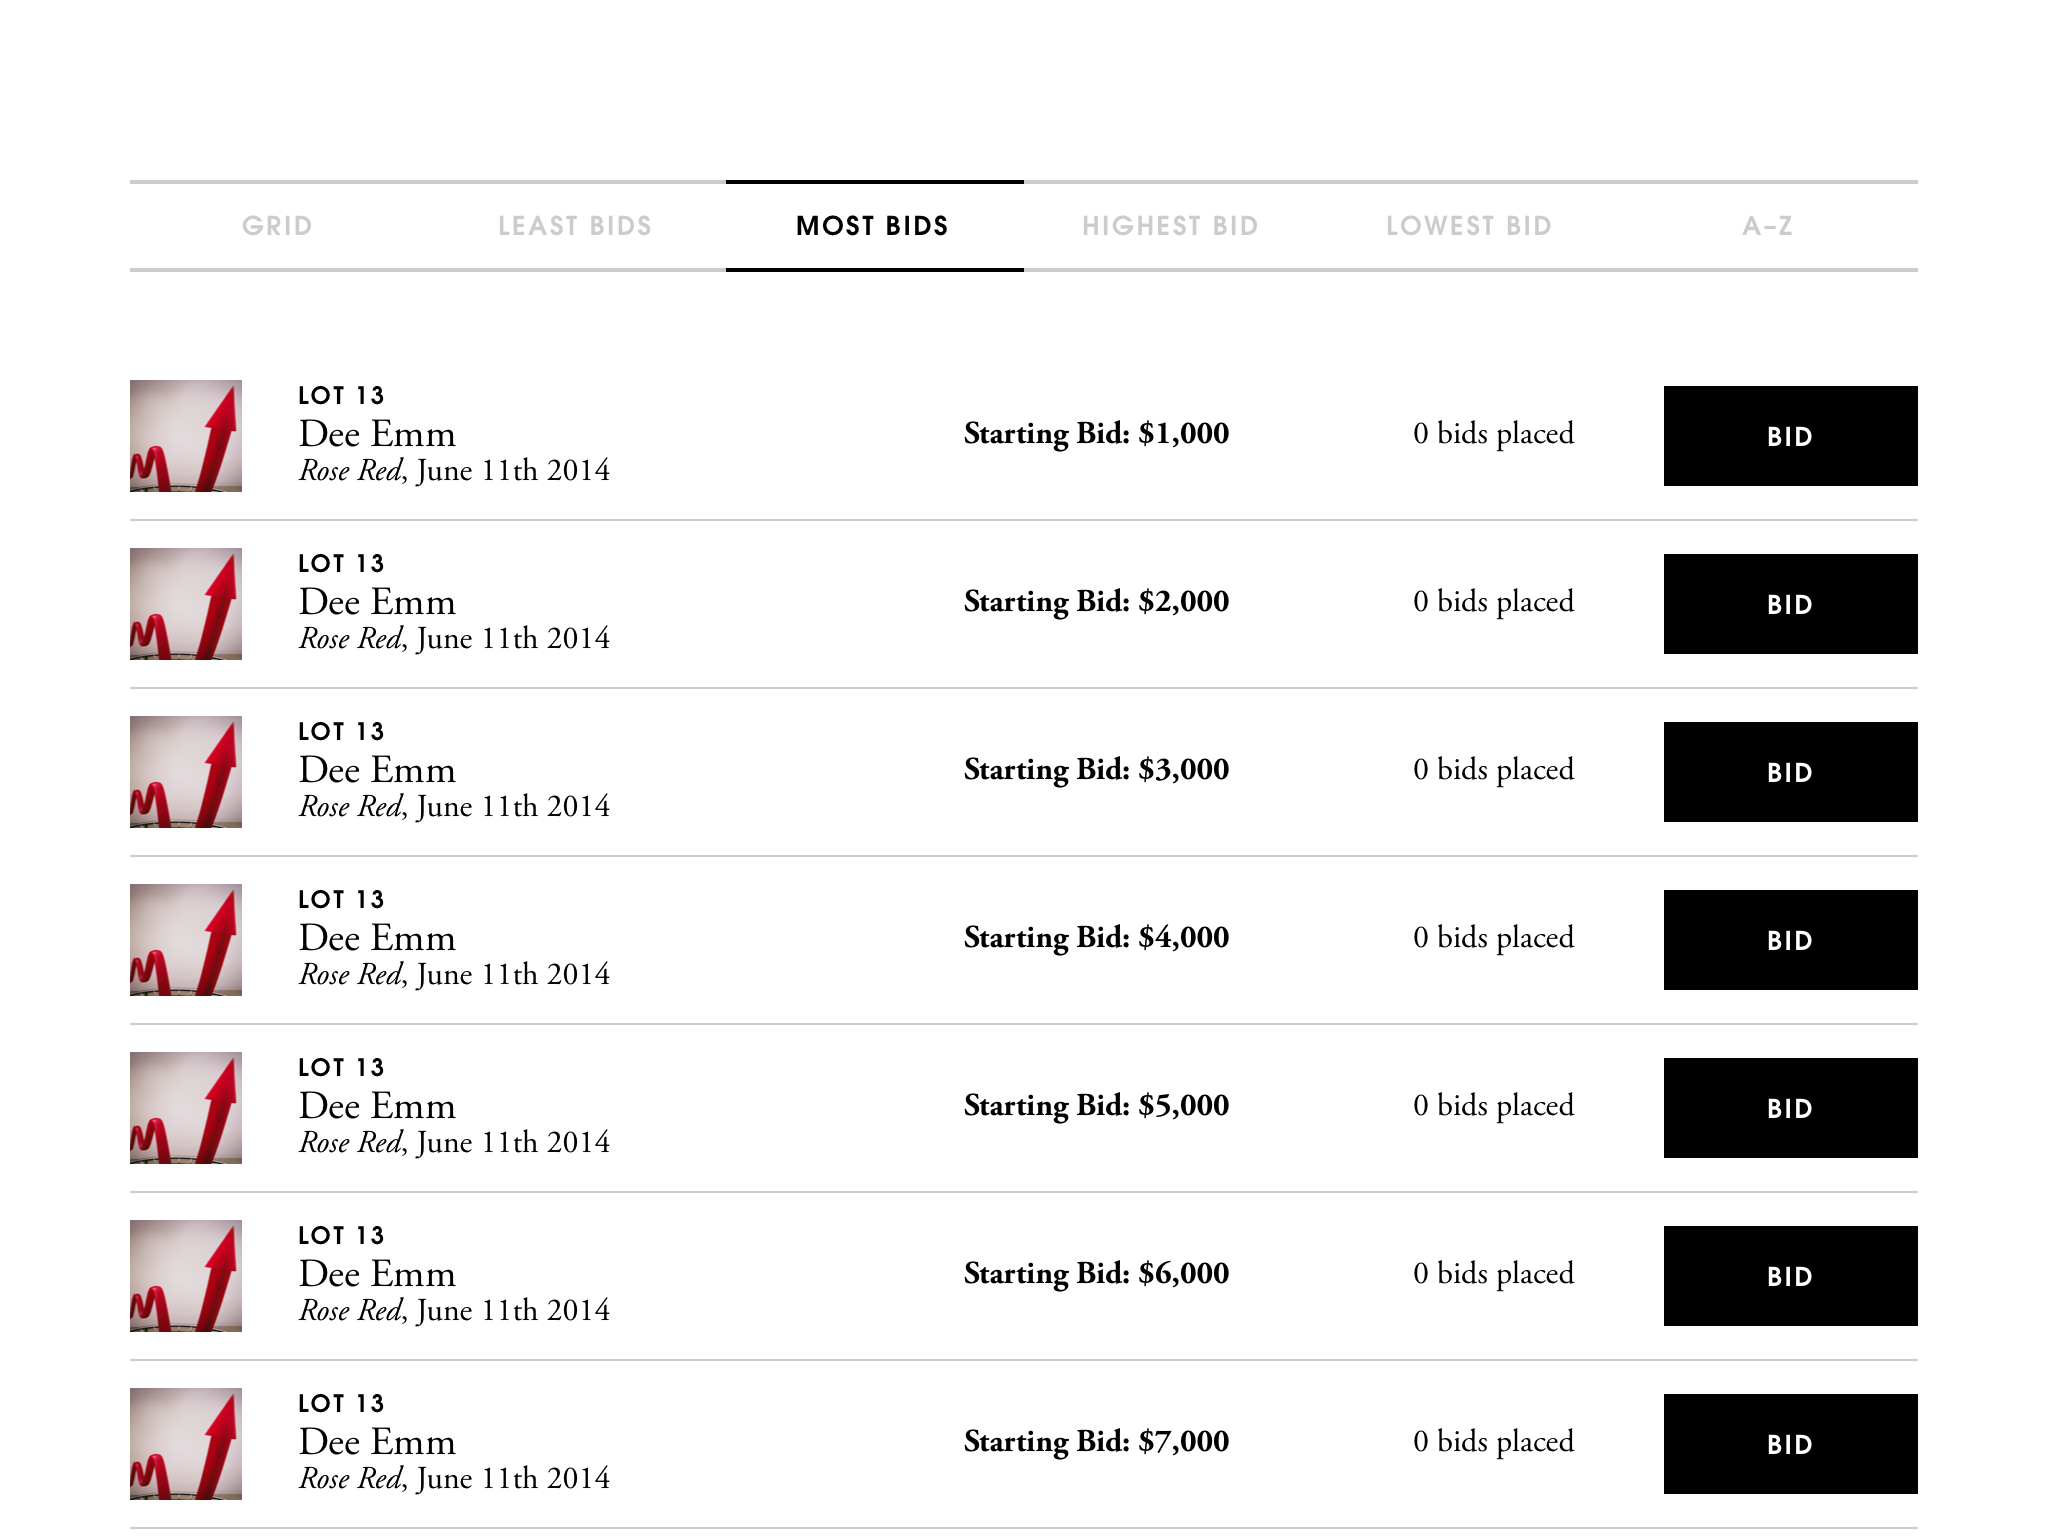 GRID LEAST BIDS MOST BIDS HIGHEST BID LOWEST BID A–Z
LOT 13
Dee Emm
Rose Red, June 11th 2014
Starting Bid: $1,000
0 bids placed
BID
LOT 13
Dee Emm
Rose Red, June 11th 2014
Starting Bid: $2,000
0 bids placed
BID
LOT 13
Dee Emm
Rose Red, June 11th 2014
Starting Bid: $3,000
0 bids placed
BID
LOT 13
Dee Emm
Rose Red, June 11th 2014
Starting Bid: $4,000
0 bids placed
BID
LOT 13
Dee Emm
Rose Red, June 11th 2014
Starting Bid: $5,000
0 bids placed
BID
LOT 13
Dee Emm
Rose Red, June 11th 2014
Starting Bid: $6,000
0 bids placed
BID
LOT 13
Dee Emm
Rose Red, June 11th 2014
Starting Bid: $7,000
0 bids placed
BID